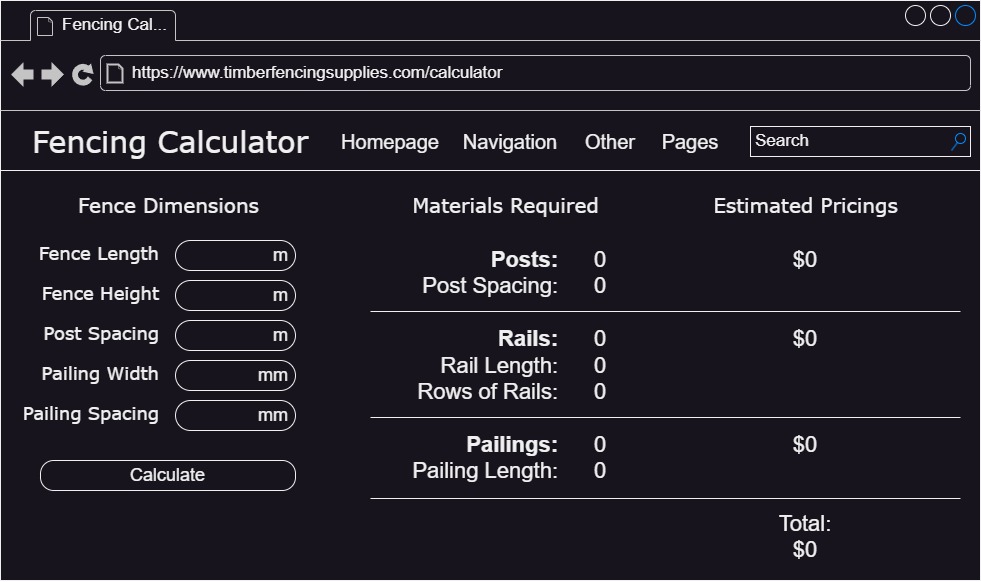 Fencing Cal...
https://www.timberfencingsupplies.com/calculator
Fencing Calculator Homepage Navigation Other Pages Search
Fence Dimensions
Fence Length m
Fence Height m
Post Spacing m
Pailing Width mm
Pailing Spacing mm
Calculate
Materials Required Estimated Pricings
Posts: 0 $0
Post Spacing: 0
Rails: 0 $0
Rail Length: 0
Rows of Rails: 0
Pailings: 0 $0
Pailing Length: 0
Total:
$0